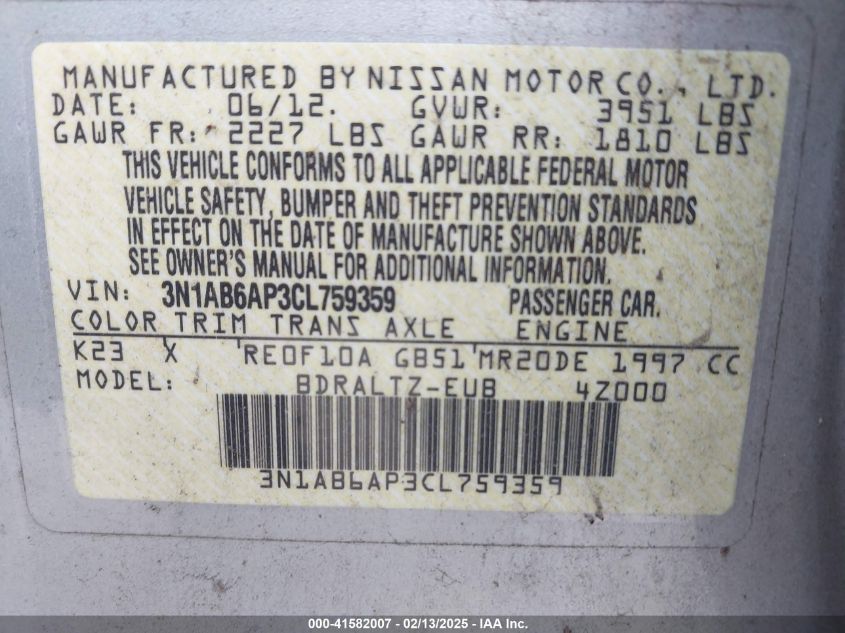 MANUFACTURED BY NISSAN MOTOR CO., LTD.
DATE: 06/12. GVWR: 3951 LBS
GAWR FR: 2227 LBS GAWR RR: 1810 LBS
THIS VEHICLE CONFORMS TO ALL APPLICABLE FEDERAL MOTOR
VEHICLE SAFETY, BUMPER AND THEFT PREVENTION STANDARDS
IN EFFECT ON THE DATE OF MANUFACTURE SHOWN ABOVE.
SEE OWNER'S MANUAL FOR ADDITIONAL INFORMATION.
VIN: 3N1AB6AP3CL759359 PASSENGER CAR.
COLOR TRIM TRANS AXLE ENGINE
K23 X RE0F10A GB51 MR20DE 1997 CC
MODEL: BDRALTZ-EUB 4Z000
3N1AB6AP3CL759359
000-41582007 - 02/13/2025 - IAA Inc.